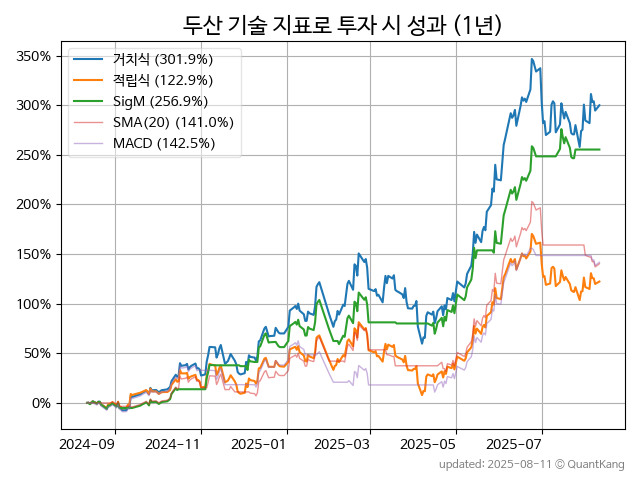 두산 기술 지표로 투자 시 성과 (1년)
거치식 (301.9%)
적립식 (122.9%)
SigM (256.9%)
SMA(20) (141.0%)
MACD (142.5%)
350%
300%
250%
200%
150%
100%
50%
0%
2024-09 2024-11 2025-01 2025-03 2025-05 2025-07
updated: 2025-08-11 © QuantKang